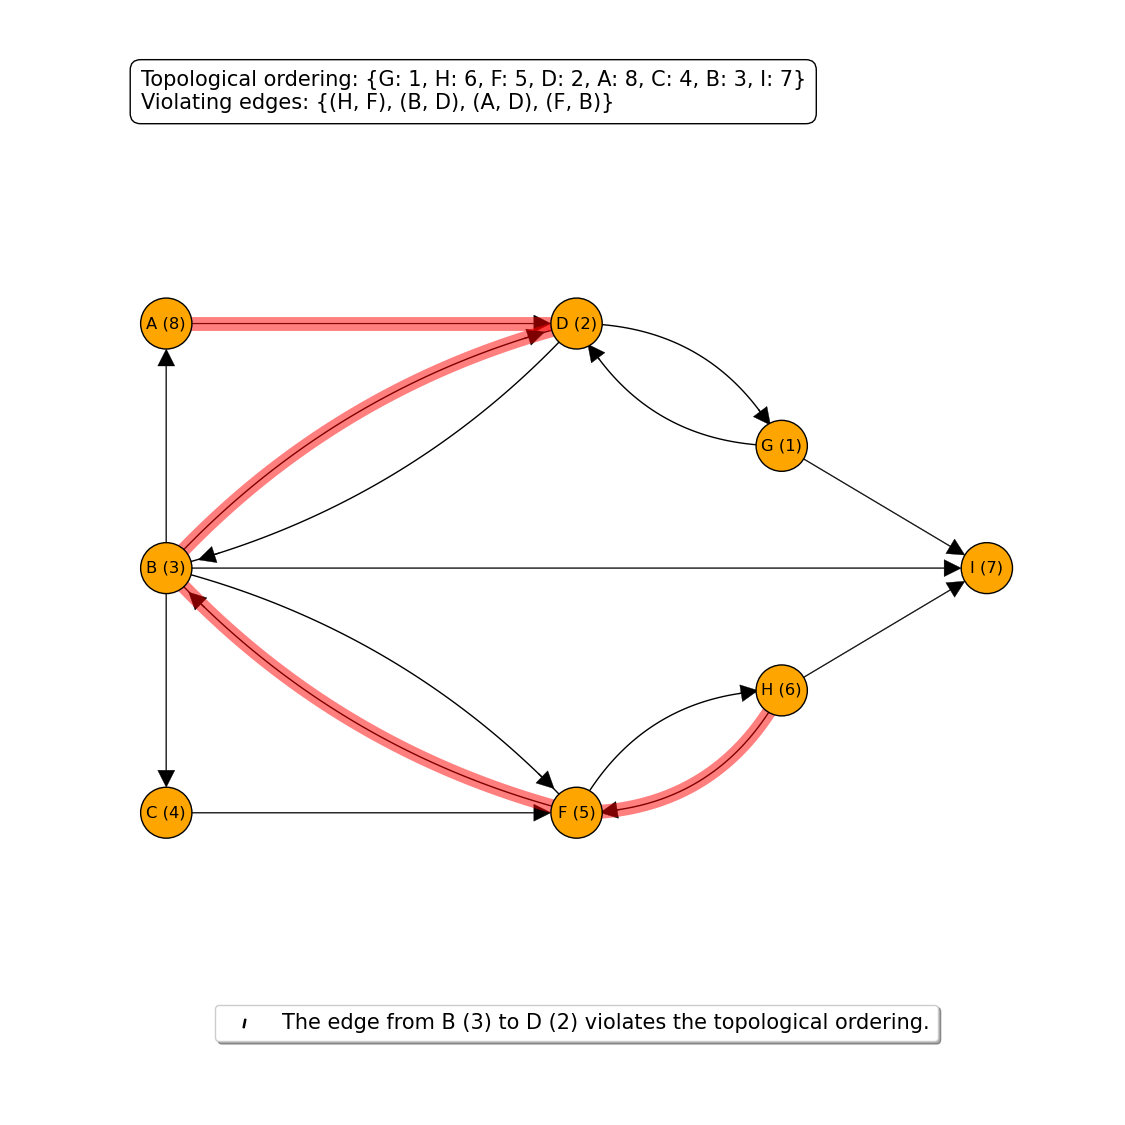 Topological ordering: {G: 1, H: 6, F: 5, D: 2, A: 8, C: 4, B: 3, I: 7}
Violating edges: {(H, F), (B, D), (A, D), (F, B)}
A (8)
D (2)
G (1)
B (3)
I (7)
H (6)
C (4)
F (5)
The edge from B (3) to D (2) violates the topological ordering.